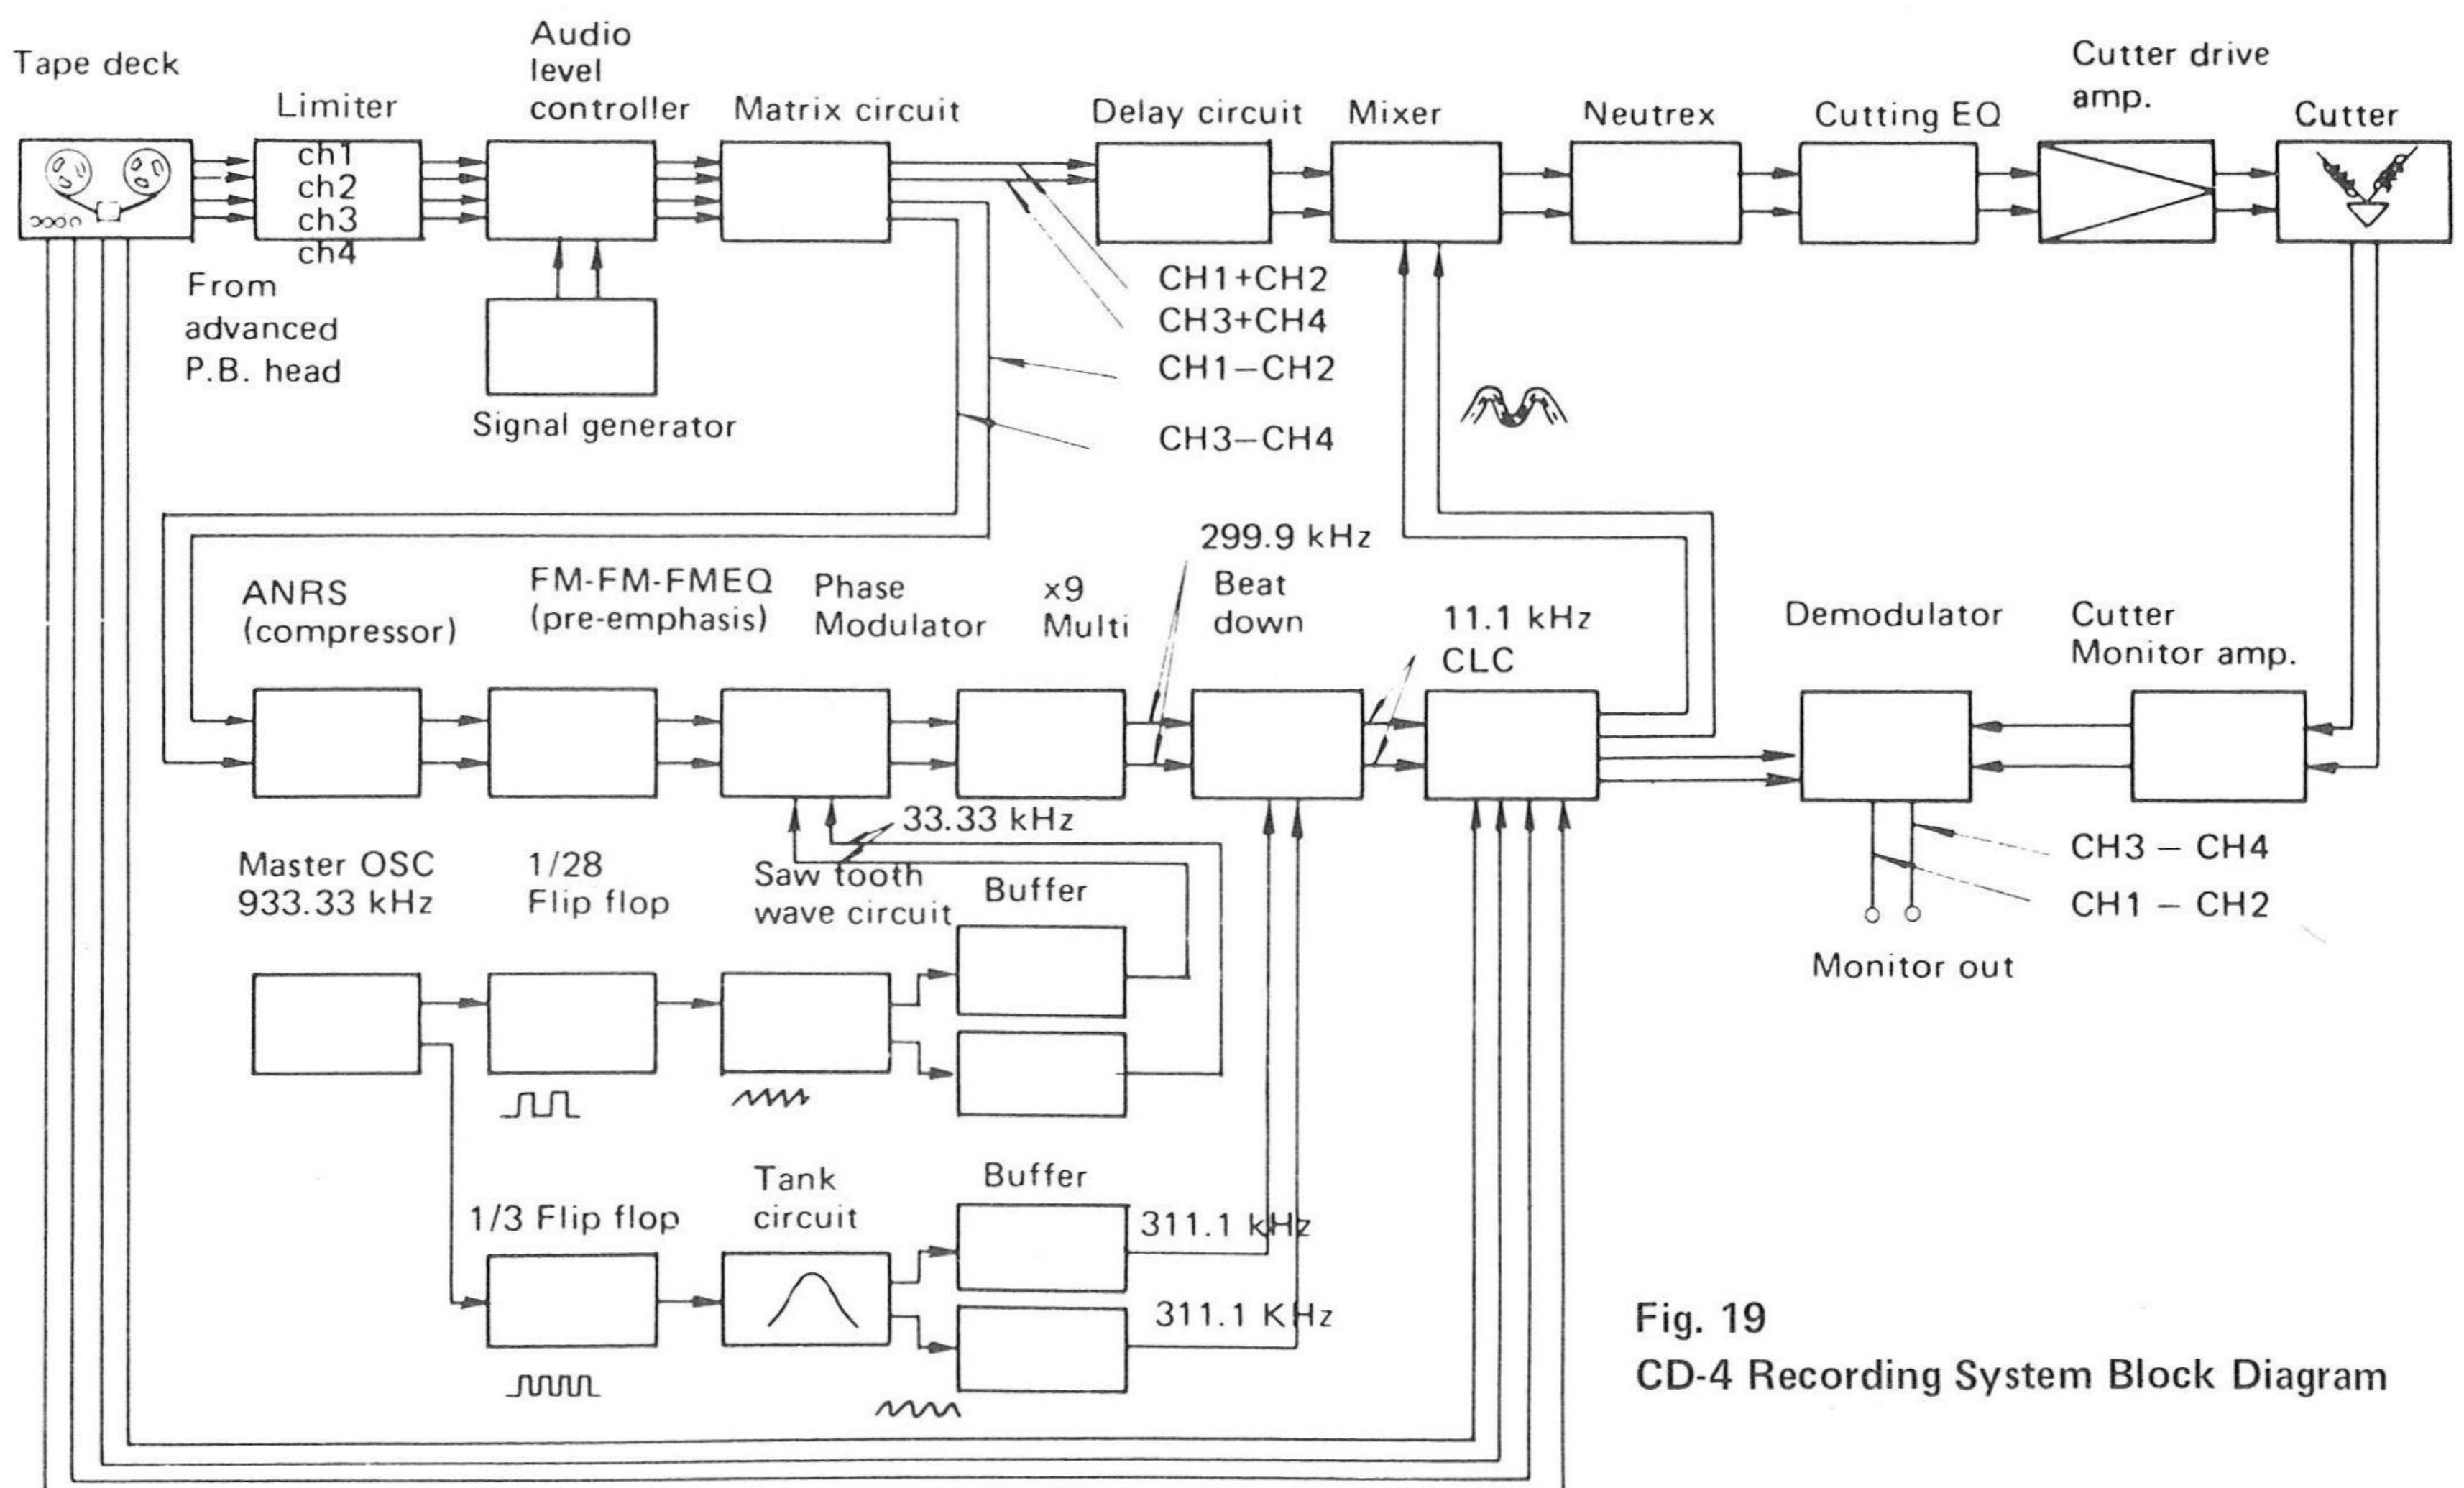 Tape deck
Limiter
Audio
level
controller
Matrix circuit
Delay circuit
Mixer
Neutrex
Cutting EQ
Cutter drive
amp.
Cutter
ch1
ch2
ch3
ch4
From
advanced
P.B. head
Signal generator
CH1+CH2
CH3+CH4
CH1−CH2
CH3−CH4
ANRS
(compressor)
FM-FM-FMEQ
(pre-emphasis)
Phase
Modulator
x9
Multi
299.9 kHz
Beat
down
11.1 kHz
CLC
Demodulator
Cutter
Monitor amp.
33.33 kHz
Master OSC
933.33 kHz
1/28
Flip flop
Saw tooth
wave circuit
Buffer
CH3 − CH4
CH1 − CH2
Monitor out
1/3 Flip flop
Tank
circuit
Buffer
311.1 kHz
311.1 KHz
Fig. 19
CD-4 Recording System Block Diagram